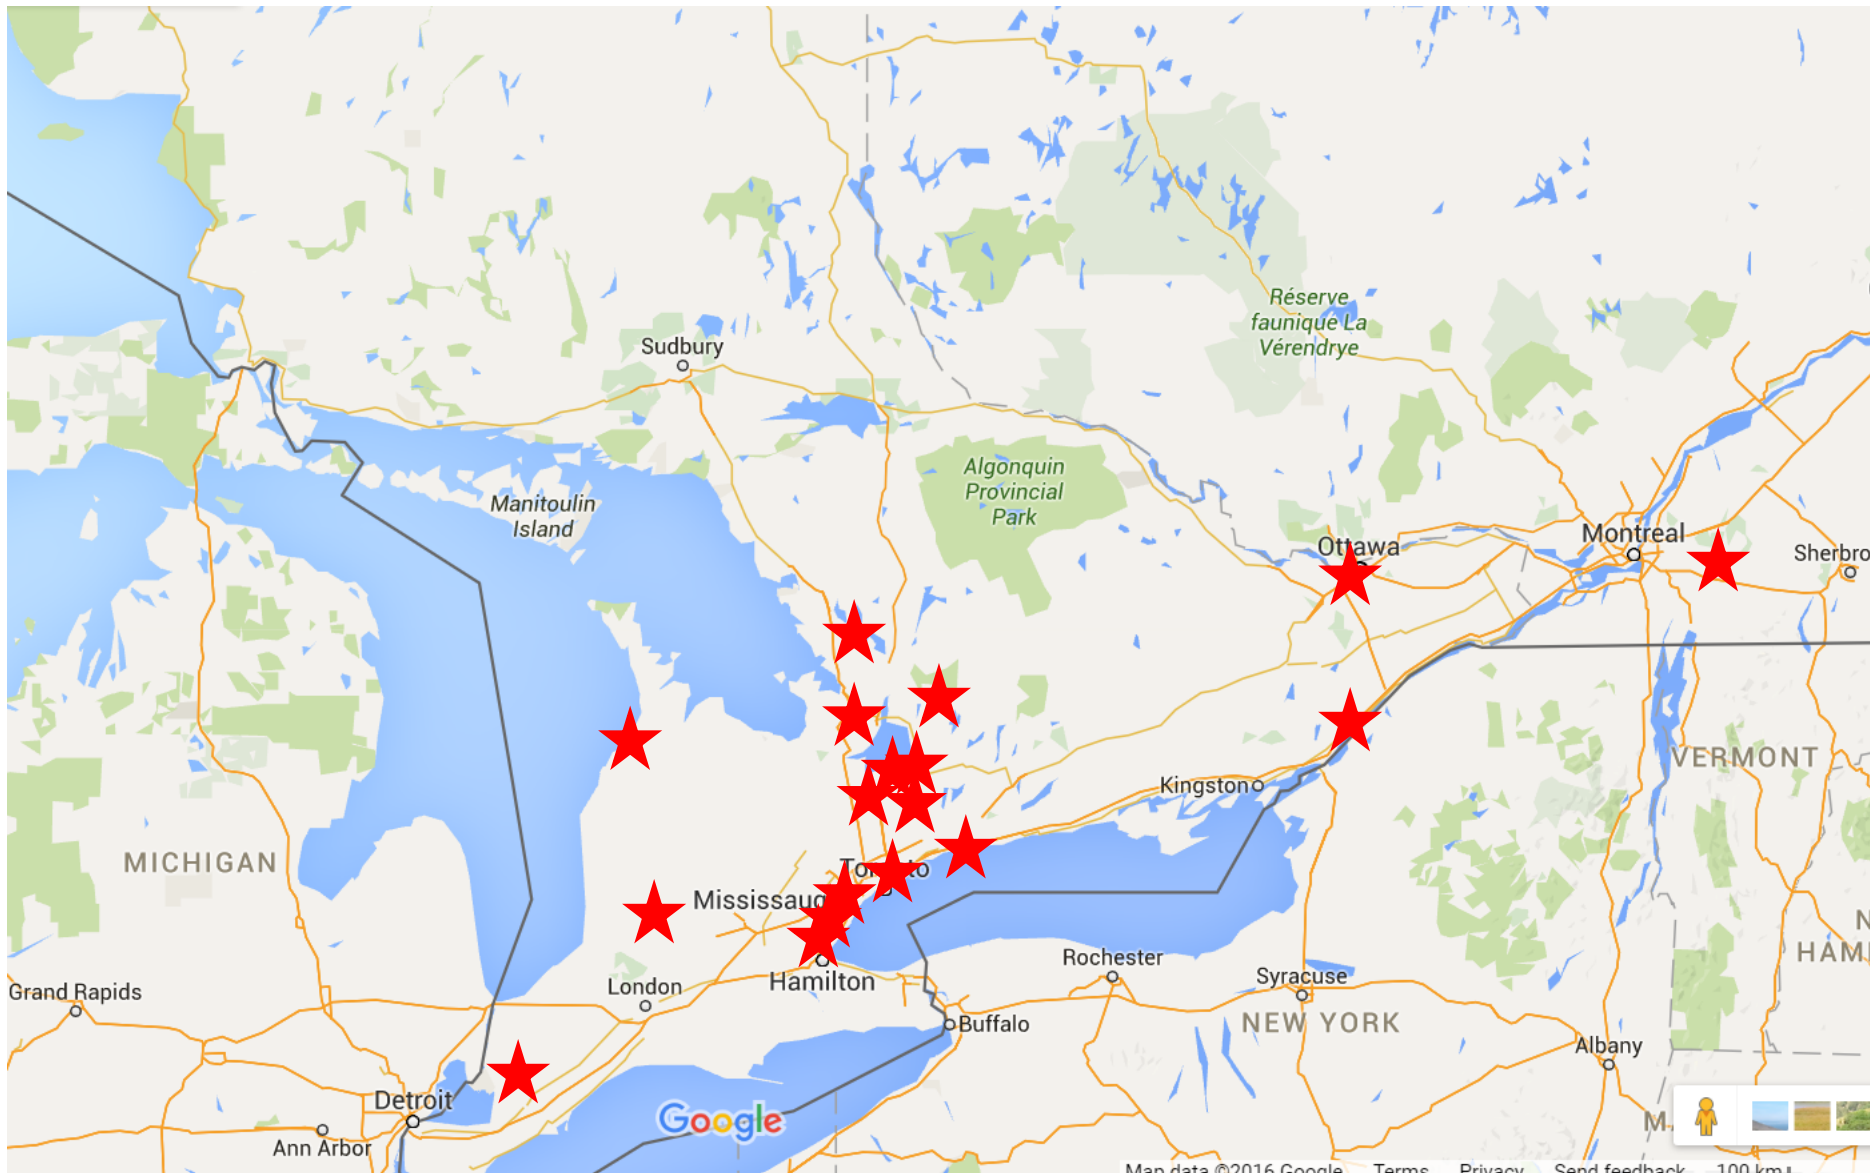 Réserve
faunique La
Vérendrye
Sudbury
Algonquin
Provincial
Park
Manitoulin
Island
Montreal
Ottawa
Sherbro
VERMONT
Kingston
MICHIGAN
Toronto
Mississaug
N
HAM
Rochester
Syracuse
Hamilton
London
Grand Rapids
Buffalo
NEW YORK
Albany
Detroit
Google
M
Ann Arbor
Map data ©2016 Google Terms Privacy Send feedback 100 km